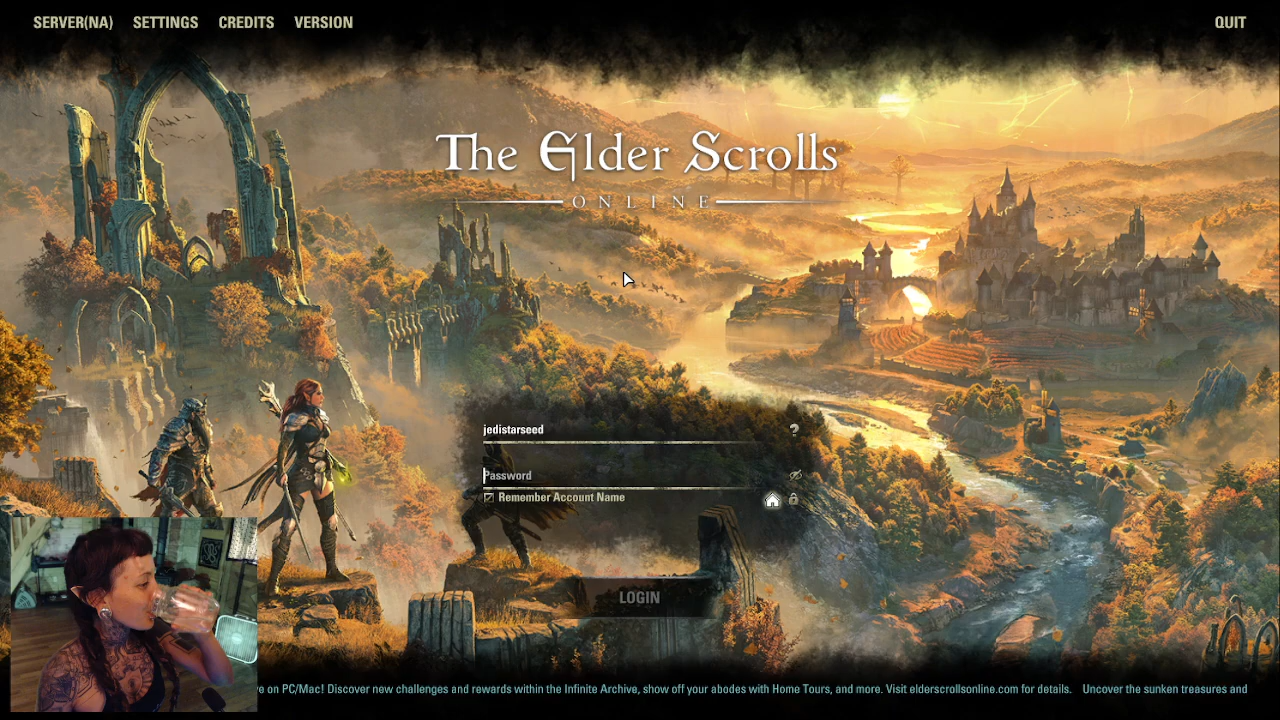 SERVER(NA) SETTINGS CREDITS VERSION QUIT
The Elder Scrolls
ONLINE
jedistarseed ?
Password
Remember Account Name
LOGIN
on PC/Mac! Discover new challenges and rewards within the Infinite Archive, show off your abodes with Home Tours, and more. Visit elderscrollsonline.com for details. Uncover the sunken treasures and